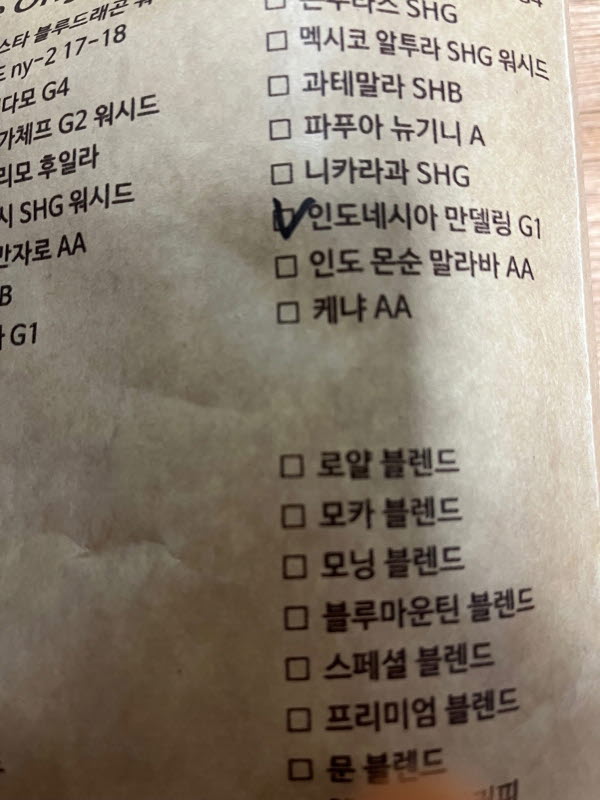 블루드래곤
ny-2 17-18
다모 G4
가체프 G2 워시드
리모 후일라
SHG 워시드
만자로 AA
B
G1
SHG
□ 멕시코 알투라 SHG 워시드
□ 과테말라 SHB
□ 파푸아 뉴기니 A
□ 니카라과 SHG
☑ 인도네시아 만델링 G1
□ 인도 몬순 말라바 AA
□ 케냐 AA
□ 로얄 블렌드
□ 모카 블렌드
□ 모닝 블렌드
□ 블루마운틴 블렌드
□ 스페셜 블렌드
□ 프리미엄 블렌드
□ 문 블렌드